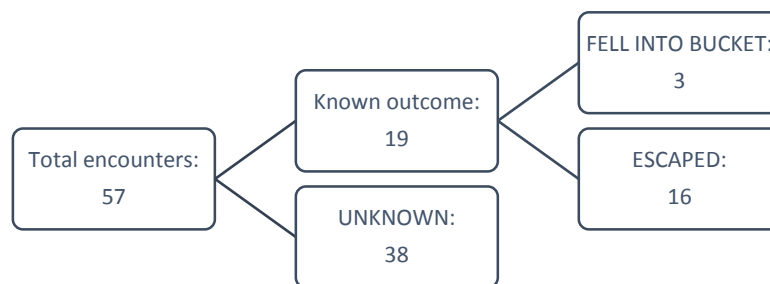 Total encounters:
57
Known outcome:
19
UNKNOWN:
38
FELL INTO BUCKET:
3
ESCAPED:
16